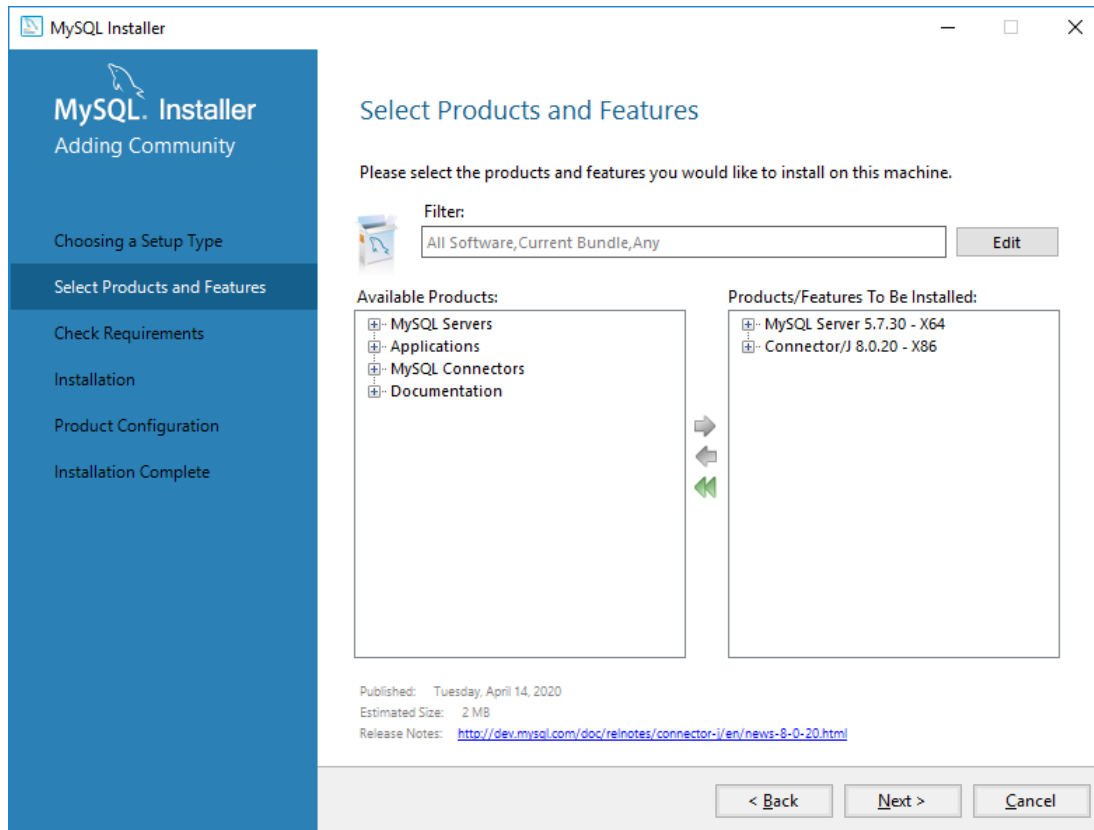 MySQL Installer
MySQL. Installer
Adding Community
Choosing a Setup Type
Select Products and Features
Check Requirements
Installation
Product Configuration
Installation Complete
Select Products and Features
Please select the products and features you would like to install on this machine.
Filter:
All Software,Current Bundle,Any
Edit
Available Products:
MySQL Servers
Applications
MySQL Connectors
Documentation
Products/Features To Be Installed:
MySQL Server 5.7.30 - X64
Connector/J 8.0.20 - X86
Published: Tuesday, April 14, 2020
Estimated Size: 2 MB
Release Notes: http://dev.mysql.com/doc/relnotes/connector-j/en/news-8-0-20.html
< Back
Next >
Cancel